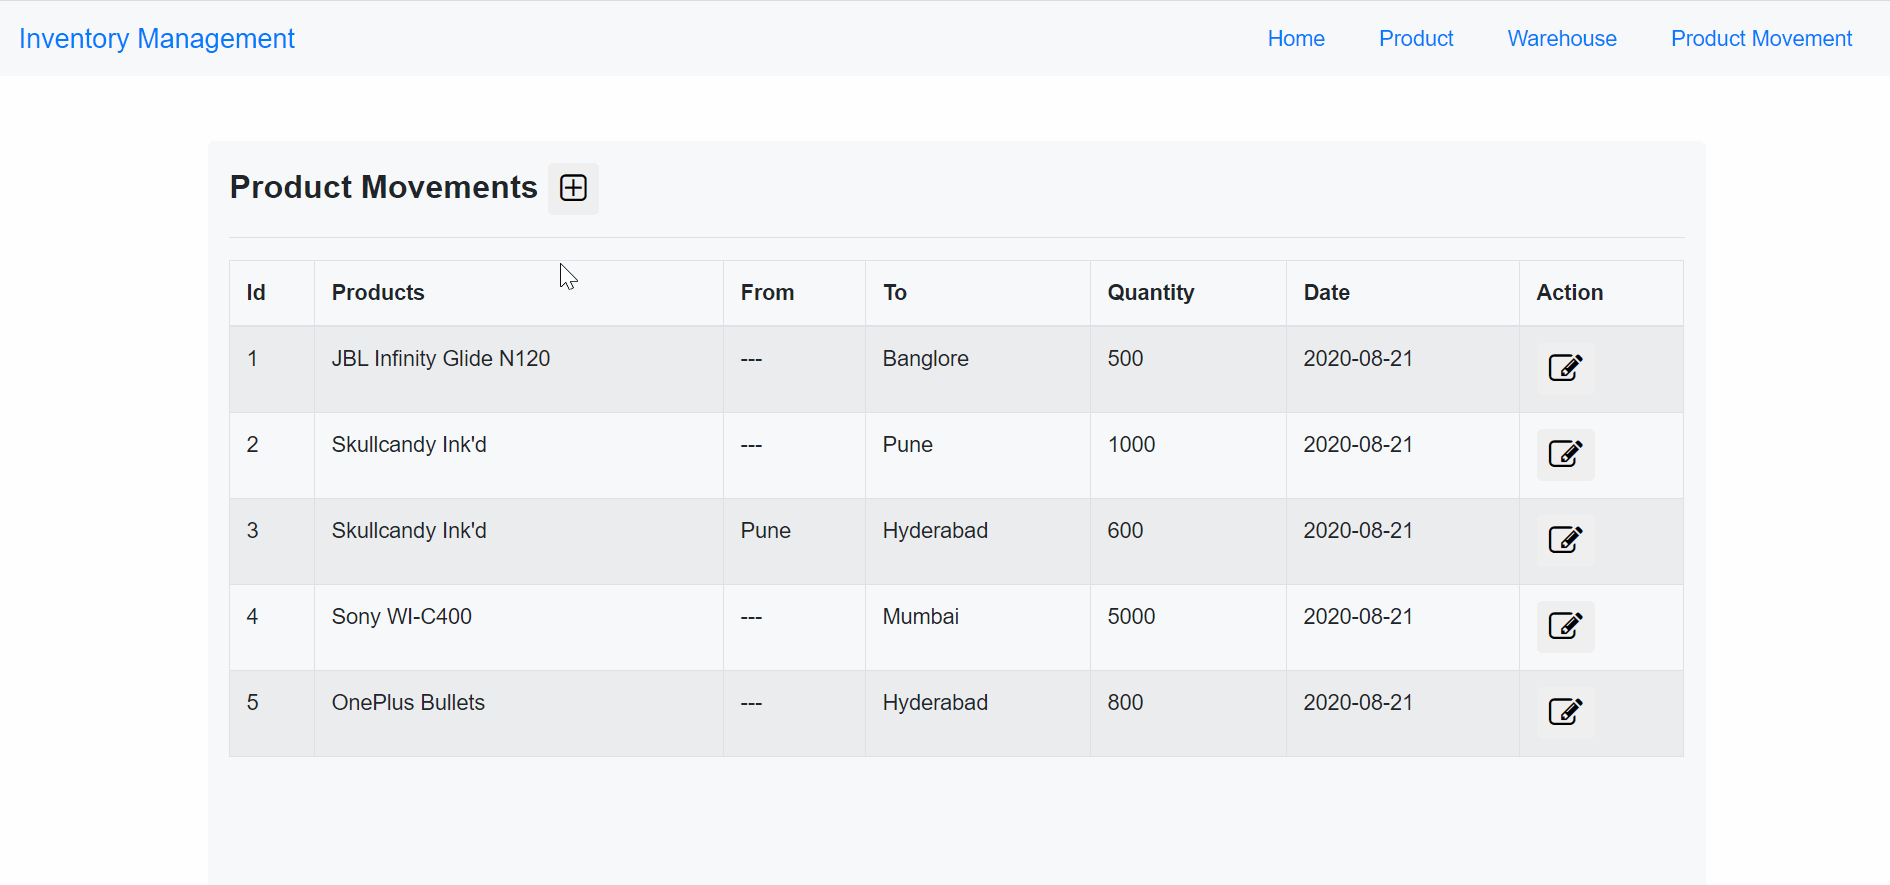 Inventory Management Home Product Warehouse Product Movement
Product Movements
Id Products From To Quantity Date Action
1 JBL Infinity Glide N120 --- Banglore 500 2020-08-21
2 Skullcandy Ink'd --- Pune 1000 2020-08-21
3 Skullcandy Ink'd Pune Hyderabad 600 2020-08-21
4 Sony WI-C400 --- Mumbai 5000 2020-08-21
5 OnePlus Bullets --- Hyderabad 800 2020-08-21